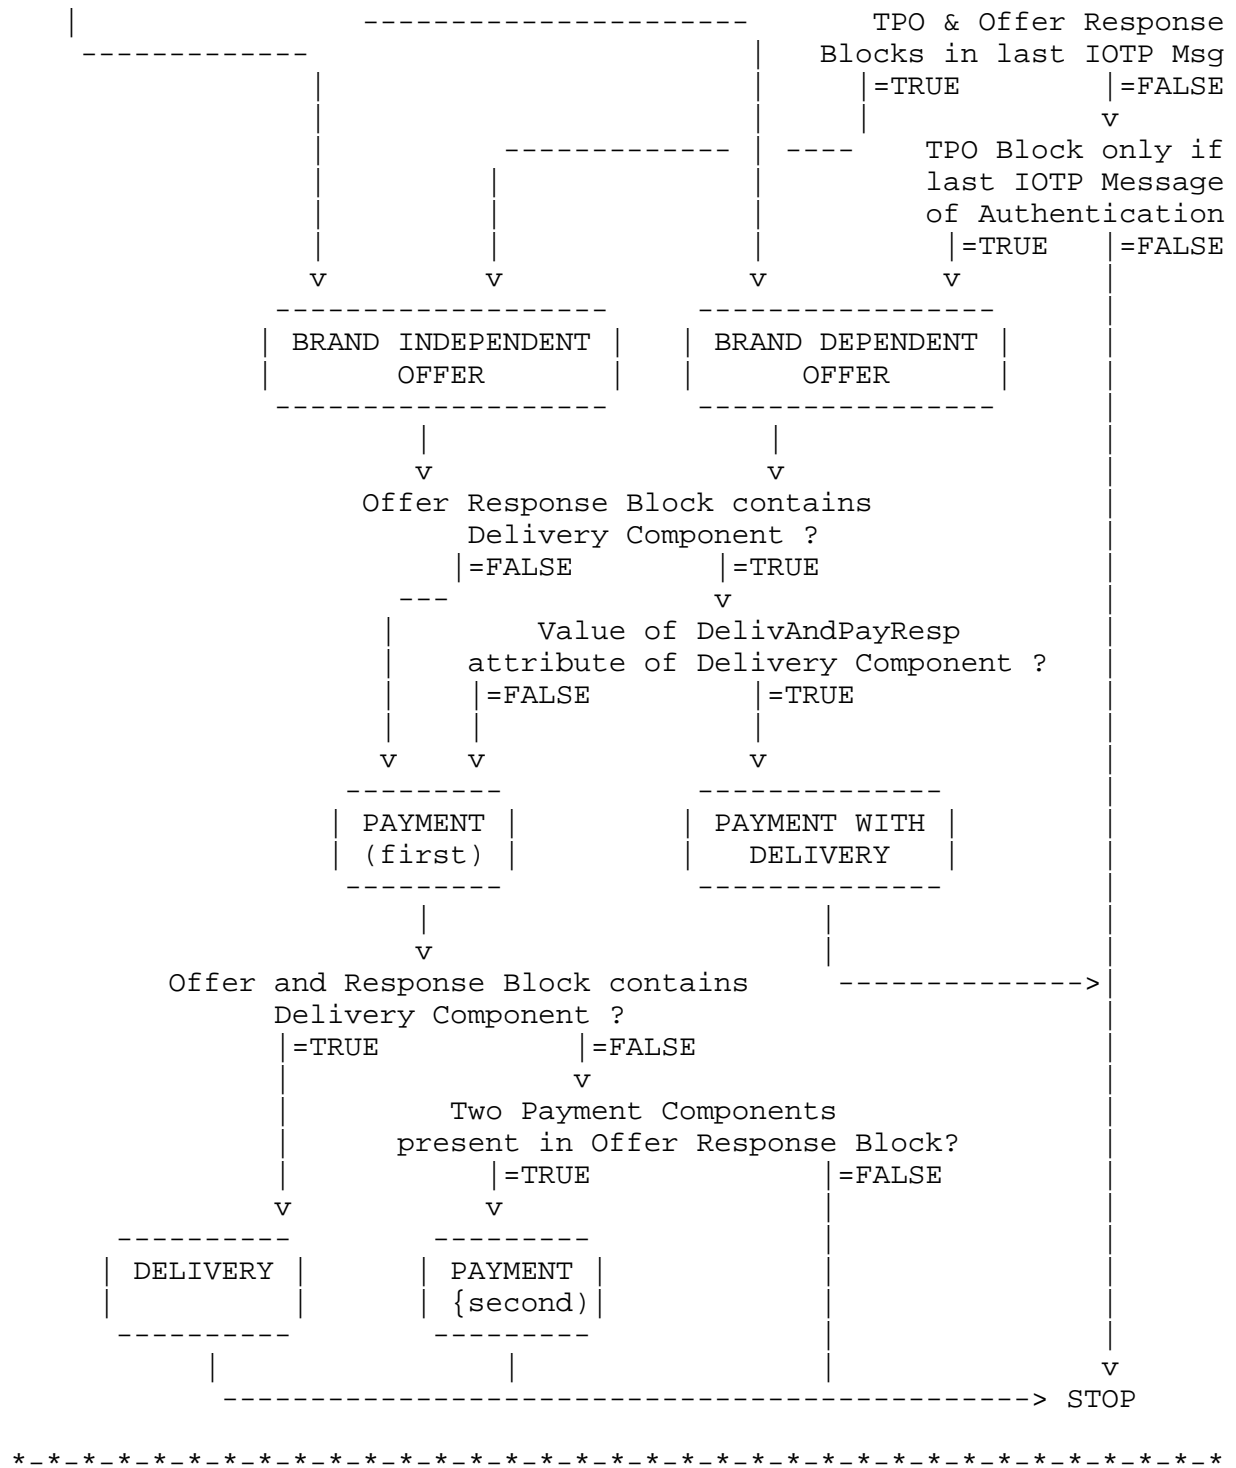 TPO & Offer Response
Blocks in last IOTP Msg
|=TRUE |=FALSE
v
TPO Block only if
last IOTP Message
of Authentication
|=TRUE |=FALSE
v v v v
| BRAND INDEPENDENT | | BRAND DEPENDENT |
| OFFER | | OFFER |
v v
Offer Response Block contains
Delivery Component ?
|=FALSE |=TRUE
v
Value of DelivAndPayResp
attribute of Delivery Component ?
|=FALSE |=TRUE
v v v
| PAYMENT | | PAYMENT WITH |
| (first) | | DELIVERY |
v
Offer and Response Block contains
Delivery Component ?
|=TRUE |=FALSE
v
Two Payment Components
present in Offer Response Block?
|=TRUE |=FALSE
v v
| DELIVERY | | PAYMENT |
| | | {second)|
v
----------------------------------------------> STOP
*-*-*-*-*-*-*-*-*-*-*-*-*-*-*-*-*-*-*-*-*-*-*-*-*-*-*-*-*-*-*-*-*-*-*